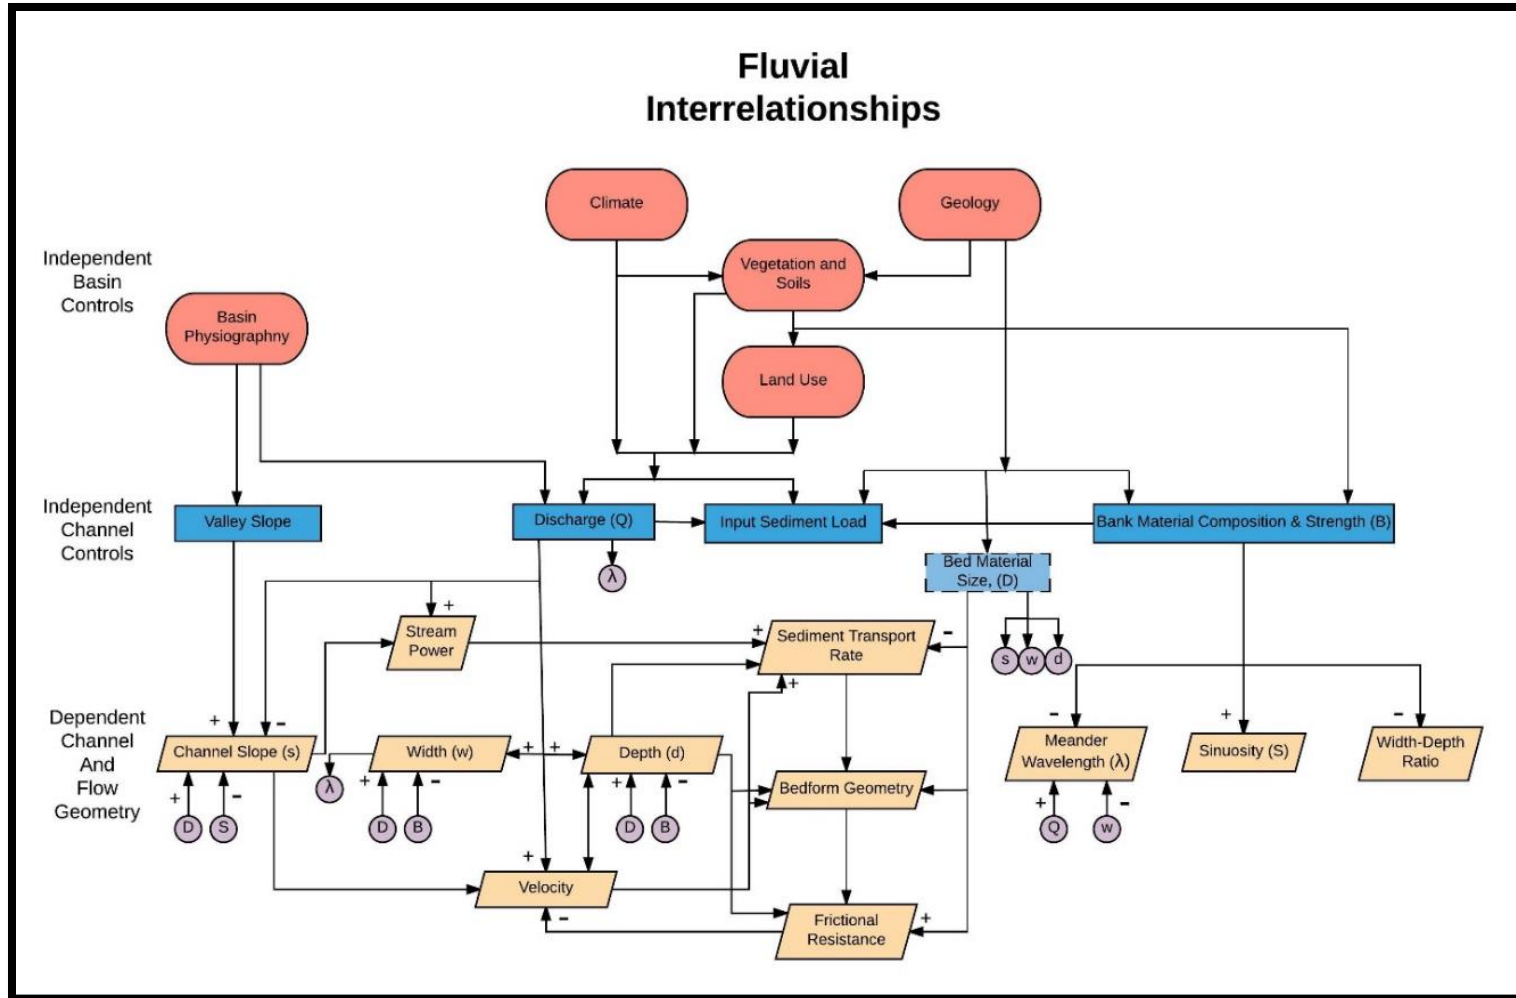 Fluvial
Interrelationships
Climate
Geology
Independent
Basin
Controls
Vegetation and
Soils
Basin
Physiographny
Land Use
Independent
Channel
Controls
Valley Slope
Discharge (Q)
Input Sediment Load
Bank Material Composition & Strength (B)
λ
Bed Material
Size, (D)
+
Stream
Power
+
Sediment Transport
Rate
-
s
w
d
+
Dependent
Channel
And
Flow
Geometry
+
-
Channel Slope (s)
Width (w)
+
+
Depth (d)
-
Meander
Wavelength (λ)
+
Sinuosity (S)
-
Width-Depth
Ratio
+
-
λ
+
-
+
-
Bedform Geometry
+
-
D
S
D
B
D
B
Q
w
+
Velocity
-
Frictional
Resistance
+